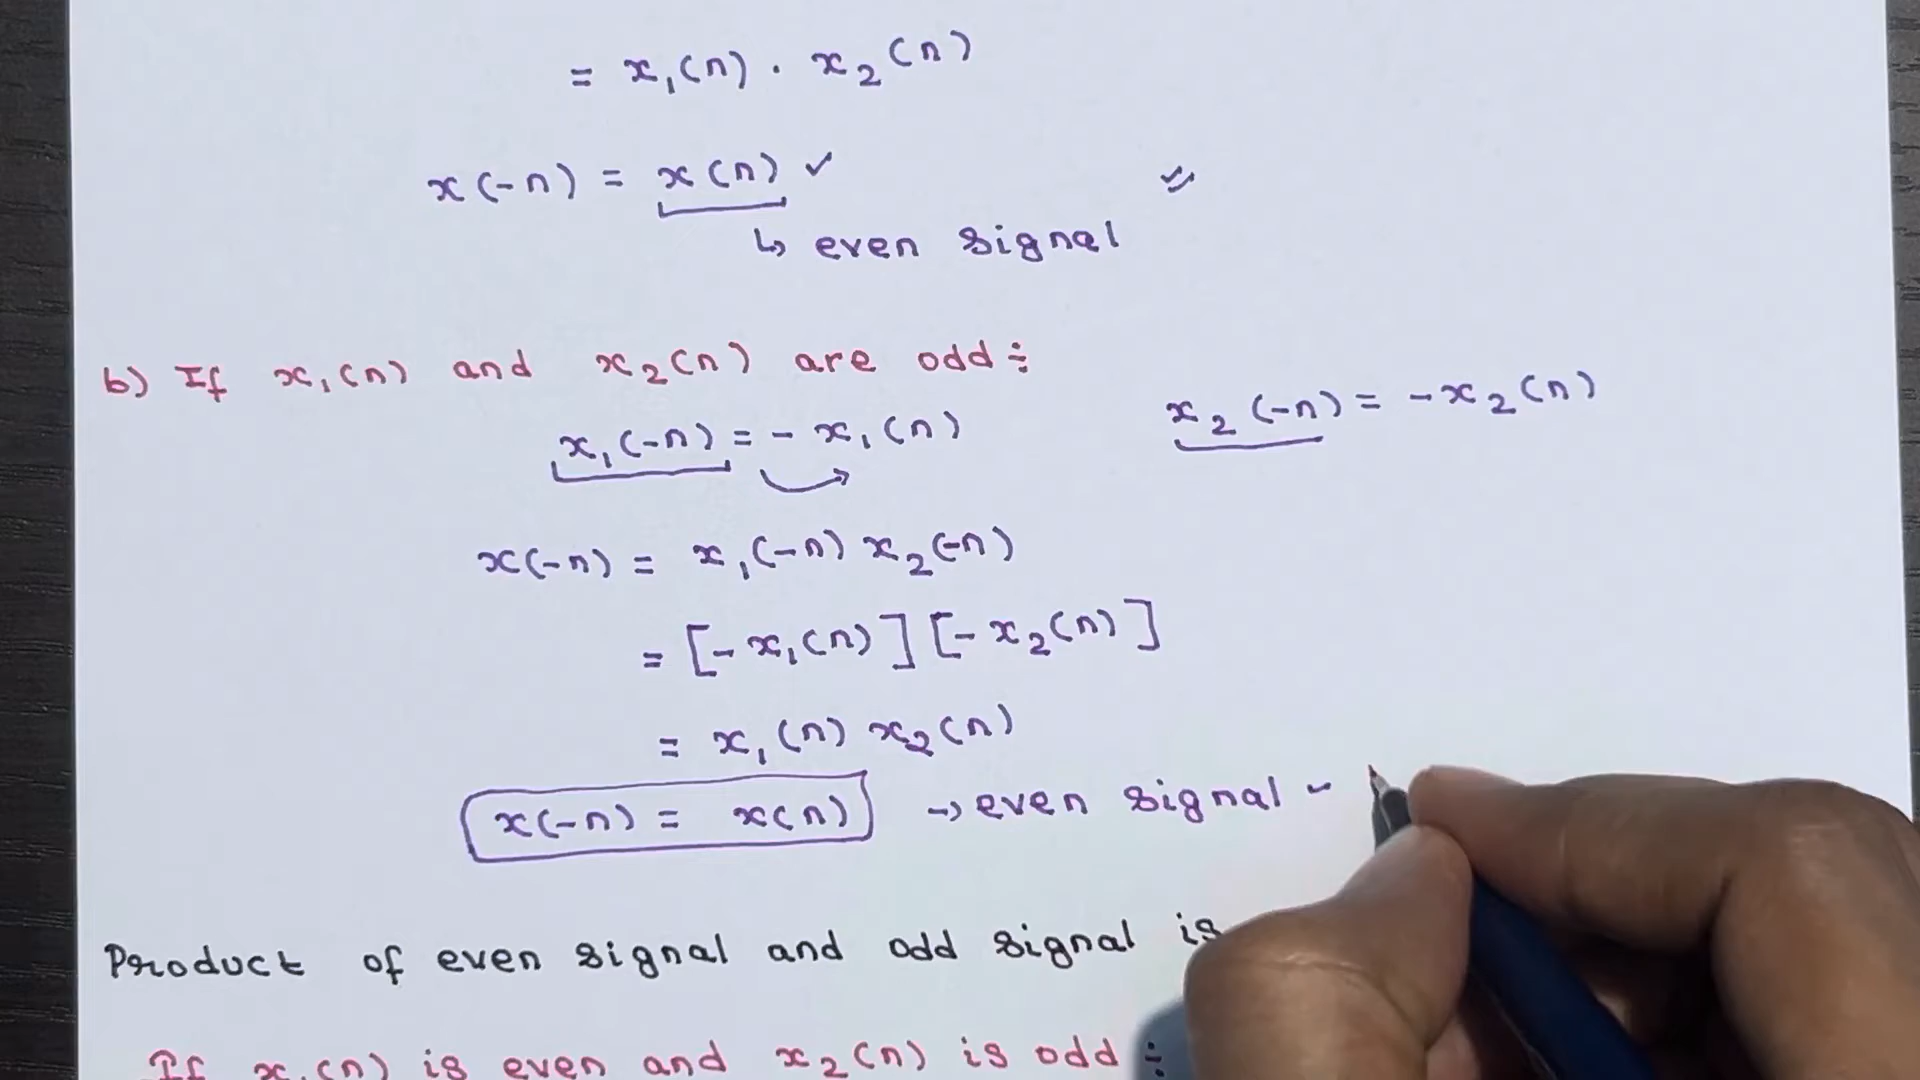 = x₁(n) . x₂(n)
x(-n) = x(n) ✓
↳ even signal
b) If x₁(n) and x₂(n) are odd ÷
x₁(-n) = - x₁(n) x₂(-n) = -x₂(n)
x(-n) = x₁(-n) x₂(-n)
= [-x₁(n)] [-x₂(n)]
= x₁(n) x₂(n)
x(-n) = x(n) → even signal
Product of even signal and odd signal is
If x₁(n) is even and x₂(n) is odd ÷